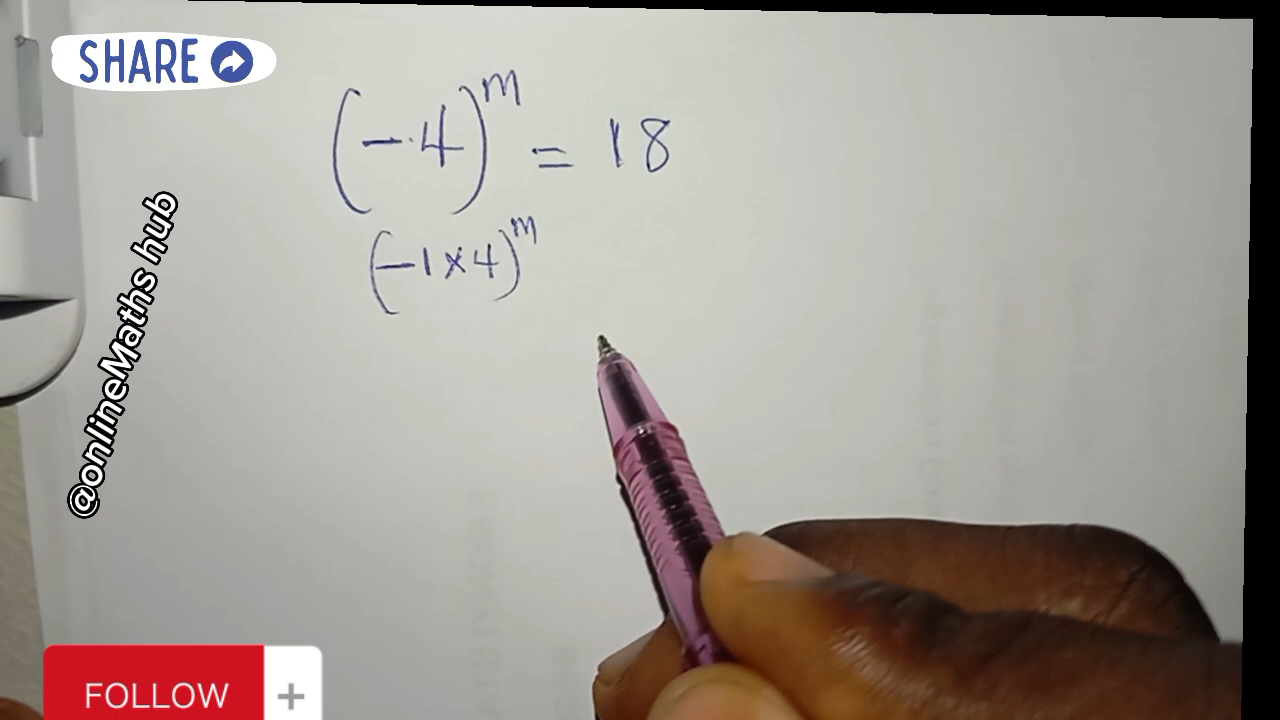 SHARE
(-4)^m = 18
(-1×4)^m
@onlineMaths hub
FOLLOW +